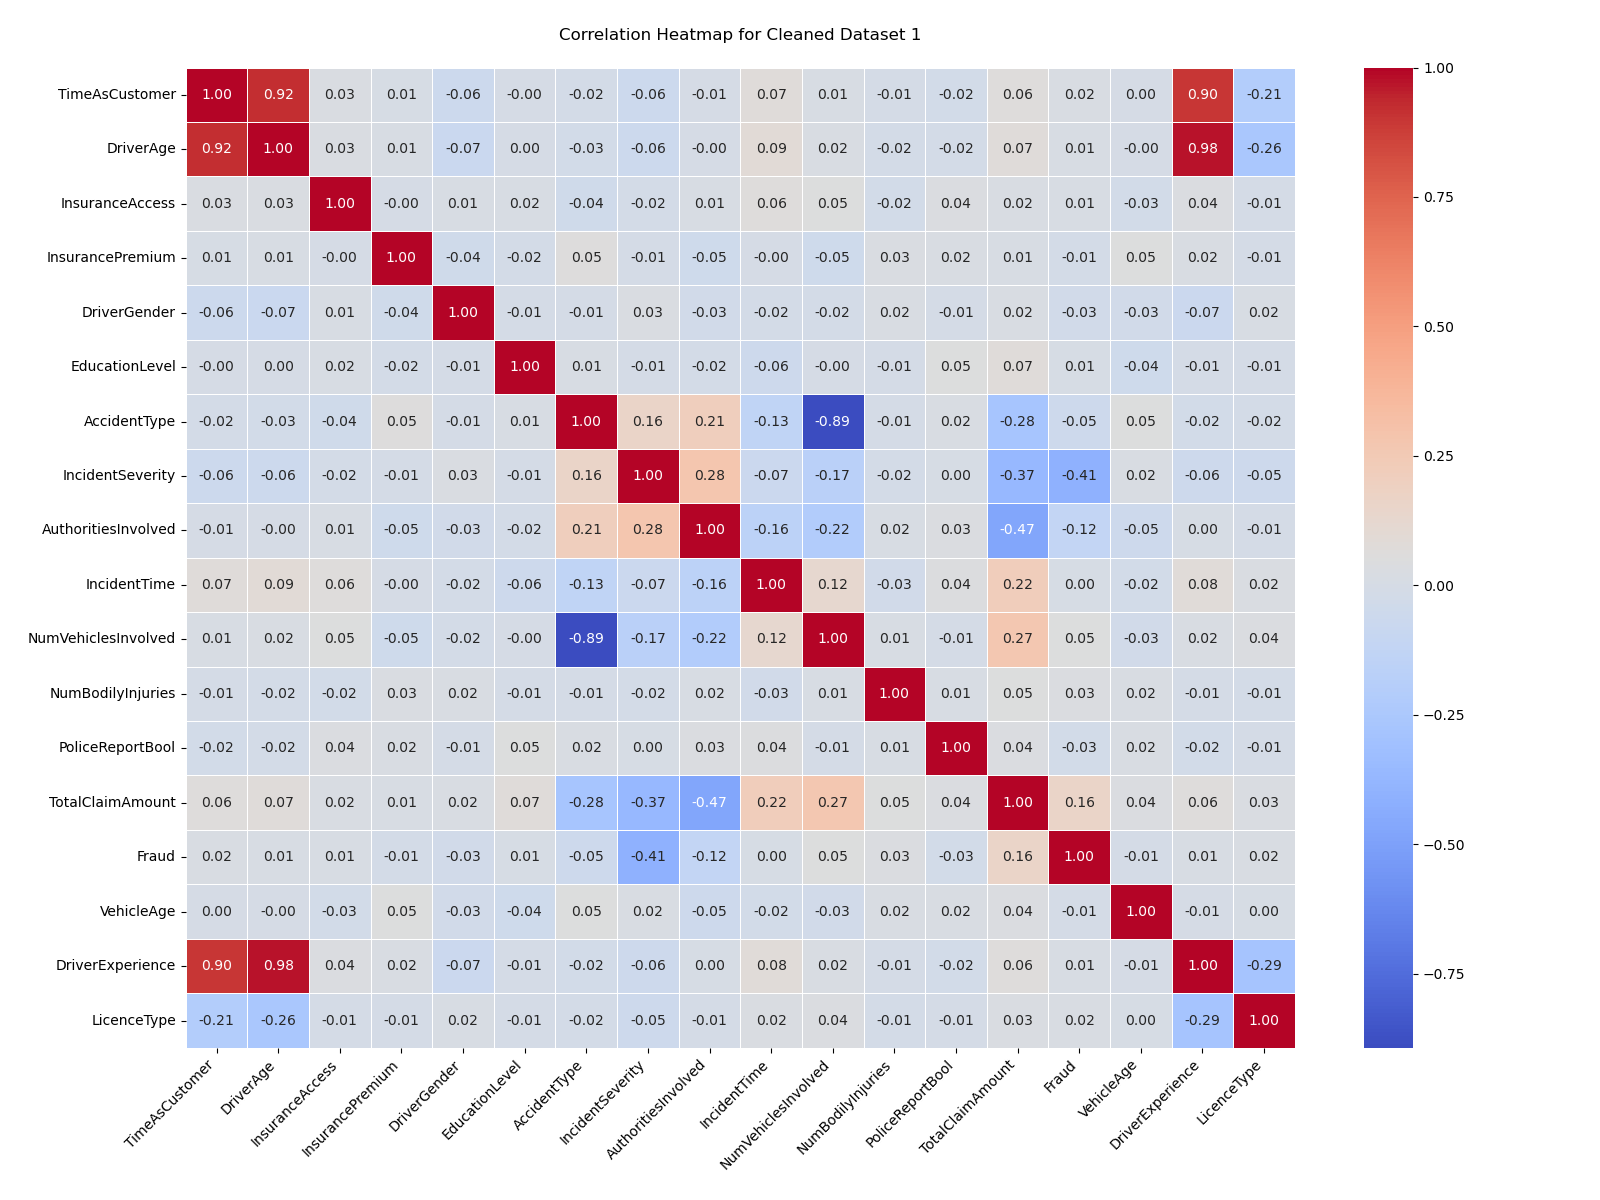 Correlation Heatmap for Cleaned Dataset 1
TimeAsCustomer 1.00 0.92 0.03 0.01 -0.06 -0.00 -0.02 -0.06 -0.01 0.07 0.01 -0.01 -0.02 0.06 0.02 0.00 0.90 -0.21
DriverAge 0.92 1.00 0.03 0.01 -0.07 0.00 -0.03 -0.06 -0.00 0.09 0.02 -0.02 -0.02 0.07 0.01 -0.00 0.98 -0.26
InsuranceAccess 0.03 0.03 1.00 -0.00 0.01 0.02 -0.04 -0.02 0.01 0.06 0.05 -0.02 0.04 0.02 0.01 -0.03 0.04 -0.01
InsurancePremium 0.01 0.01 -0.00 1.00 -0.04 -0.02 0.05 -0.01 -0.05 -0.00 -0.05 0.03 0.02 0.01 -0.01 0.05 0.02 -0.01
DriverGender -0.06 -0.07 0.01 -0.04 1.00 -0.01 -0.01 0.03 -0.03 -0.02 -0.02 0.02 -0.01 0.02 -0.03 -0.03 -0.07 0.02
EducationLevel -0.00 0.00 0.02 -0.02 -0.01 1.00 0.01 -0.01 -0.02 -0.06 -0.00 -0.01 0.05 0.07 0.01 -0.04 -0.01 -0.01
AccidentType -0.02 -0.03 -0.04 0.05 -0.01 0.01 1.00 0.16 0.21 -0.13 -0.89 -0.01 0.02 -0.28 -0.05 0.05 -0.02 -0.02
IncidentSeverity -0.06 -0.06 -0.02 -0.01 0.03 -0.01 0.16 1.00 0.28 -0.07 -0.17 -0.02 0.00 -0.37 -0.41 0.02 -0.06 -0.05
AuthoritiesInvolved -0.01 -0.00 0.01 -0.05 -0.03 -0.02 0.21 0.28 1.00 -0.16 -0.22 0.02 0.03 -0.47 -0.12 -0.05 0.00 -0.01
IncidentTime 0.07 0.09 0.06 -0.00 -0.02 -0.06 -0.13 -0.07 -0.16 1.00 0.12 -0.03 0.04 0.22 0.00 -0.02 0.08 0.02
NumVehiclesInvolved 0.01 0.02 0.05 -0.05 -0.02 -0.00 -0.89 -0.17 -0.22 0.12 1.00 0.01 -0.01 0.27 0.05 -0.03 0.02 0.04
NumBodilyInjuries -0.01 -0.02 -0.02 0.03 0.02 -0.01 -0.01 -0.02 0.02 -0.03 0.01 1.00 0.01 0.05 0.03 0.02 -0.01 -0.01
PoliceReportBool -0.02 -0.02 0.04 0.02 -0.01 0.05 0.02 0.00 0.03 0.04 -0.01 0.01 1.00 0.04 -0.03 0.02 -0.02 -0.01
TotalClaimAmount 0.06 0.07 0.02 0.01 0.02 0.07 -0.28 -0.37 -0.47 0.22 0.27 0.05 0.04 1.00 0.16 0.04 0.06 0.03
Fraud 0.02 0.01 0.01 -0.01 -0.03 0.01 -0.05 -0.41 -0.12 0.00 0.05 0.03 -0.03 0.16 1.00 -0.01 0.01 0.02
VehicleAge 0.00 -0.00 -0.03 0.05 -0.03 -0.04 0.05 0.02 -0.05 -0.02 -0.03 0.02 0.02 0.04 -0.01 1.00 -0.01 0.00
DriverExperience 0.90 0.98 0.04 0.02 -0.07 -0.01 -0.02 -0.06 0.00 0.08 0.02 -0.01 -0.02 0.06 0.01 -0.01 1.00 -0.29
LicenceType -0.21 -0.26 -0.01 -0.01 0.02 -0.01 -0.02 -0.05 -0.01 0.02 0.04 -0.01 -0.01 0.03 0.02 0.00 -0.29 1.00
TimeAsCustomer
DriverAge
InsuranceAccess
InsurancePremium
DriverGender
EducationLevel
AccidentType
IncidentSeverity
AuthoritiesInvolved
IncidentTime
NumVehiclesInvolved
NumBodilyInjuries
PoliceReportBool
TotalClaimAmount
Fraud
VehicleAge
DriverExperience
LicenceType
1.00
0.75
0.50
0.25
0.00
−0.25
−0.50
−0.75